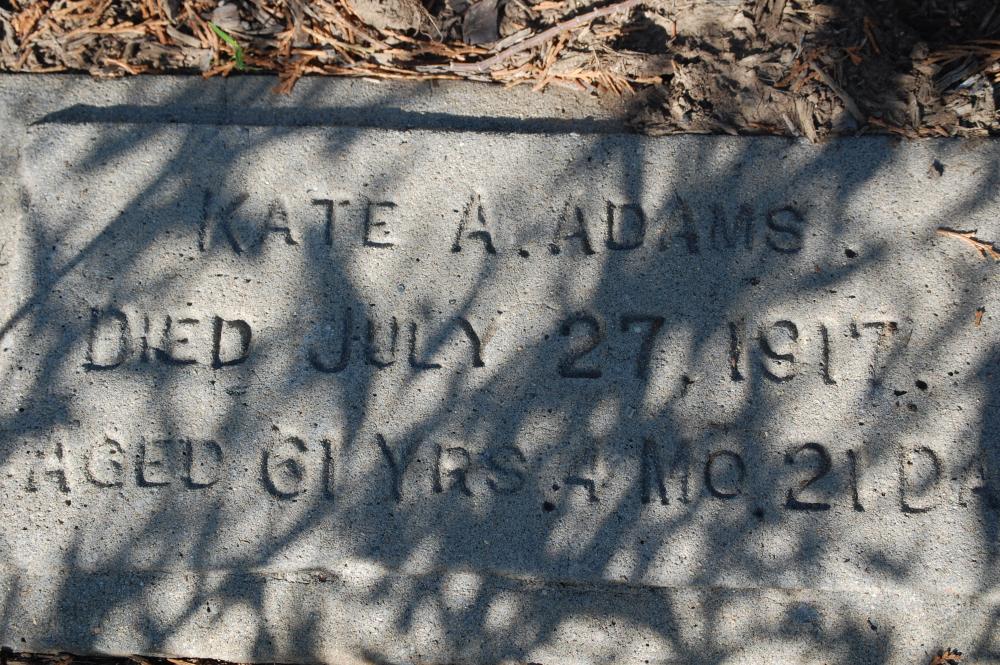 KATE A. ADAMS.
DIED JULY 27, 1917.
AGED 61 YRS. 4 MO. 21 DA